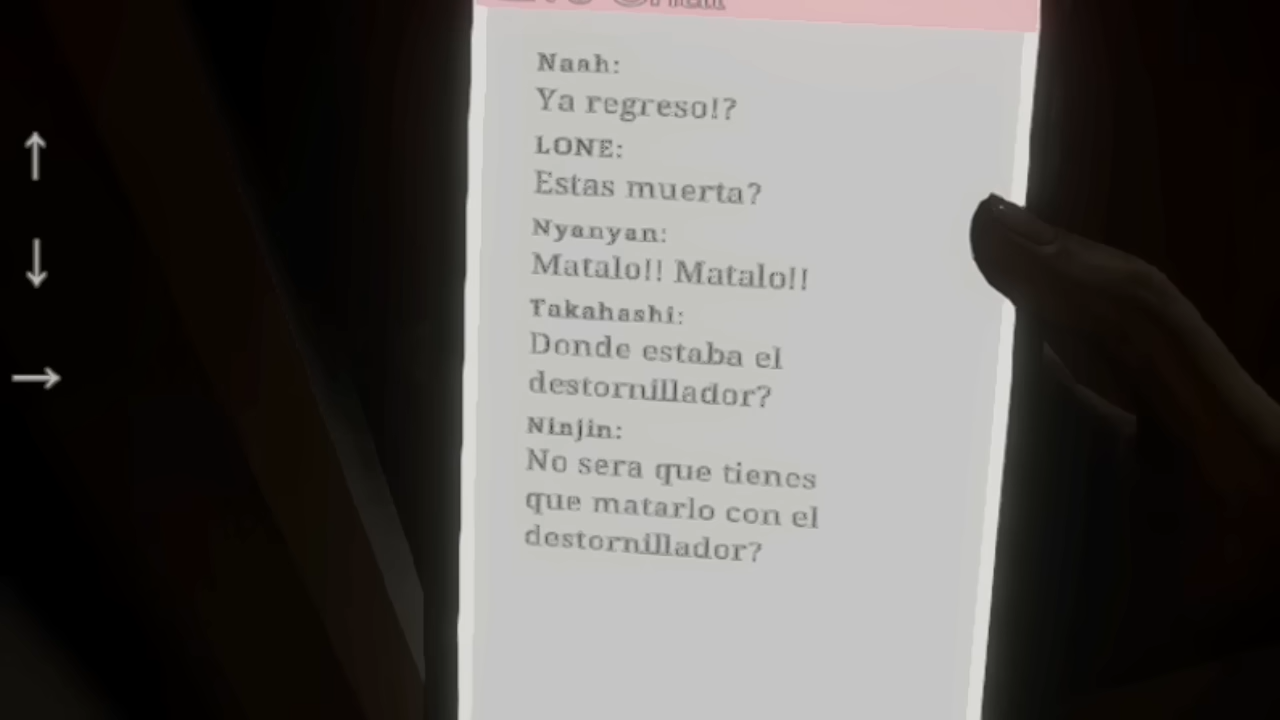 Naah:
Ya regreso!?
LONE:
Estas muerta?
Nyanyan:
Matalo!! Matalo!!
Takahashi:
Donde estaba el
destornillador?
Ninjin:
No sera que tienes
que matarlo con el
destornillador?